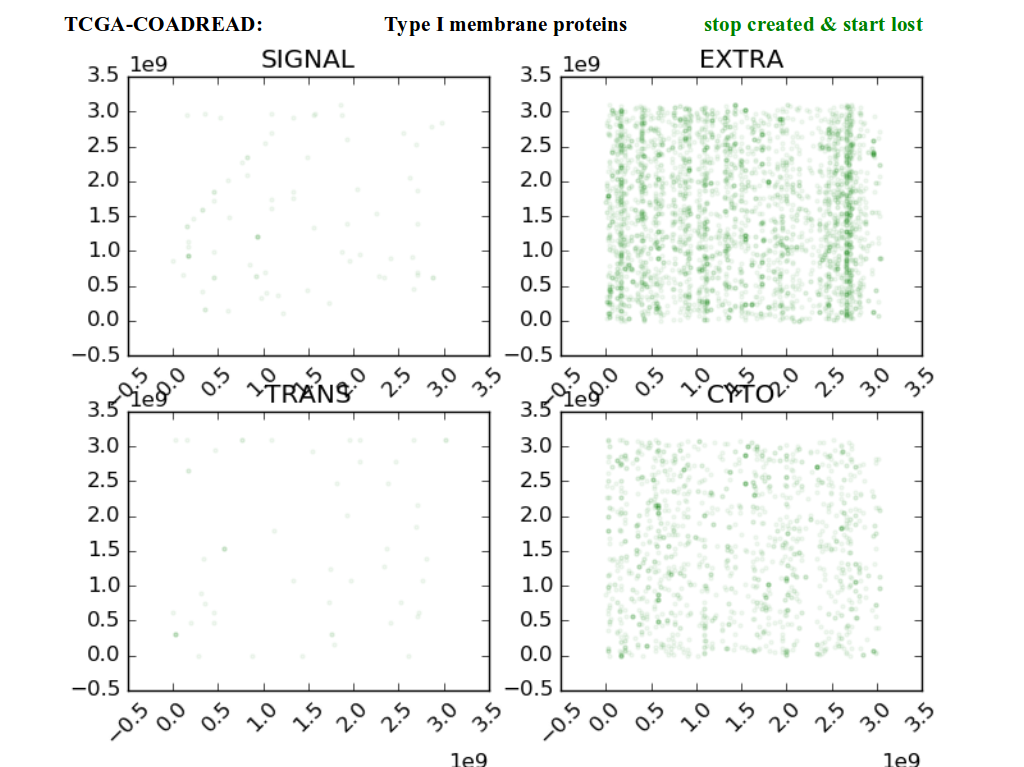 TCGA-COADREAD: Type I membrane proteins stop created & start lost
SIGNAL EXTRA
1e9 1e9
3.5 3.5
3.0 3.0
2.5 2.5
2.0 2.0
1.5 1.5
1.0 1.0
0.5 0.5
0.0 0.0
−0.5 −0.5
−0.5 0.0 0.5 1.0 1.5 2.0 2.5 3.0 3.5 −0.5 0.0 0.5 1.0 1.5 2.0 2.5 3.0 3.5
TRANS CYTO
1e9 1e9
3.5 3.5
3.0 3.0
2.5 2.5
2.0 2.0
1.5 1.5
1.0 1.0
0.5 0.5
0.0 0.0
−0.5 −0.5
−0.5 0.0 0.5 1.0 1.5 2.0 2.5 3.0 3.5 −0.5 0.0 0.5 1.0 1.5 2.0 2.5 3.0 3.5
1e9 1e9